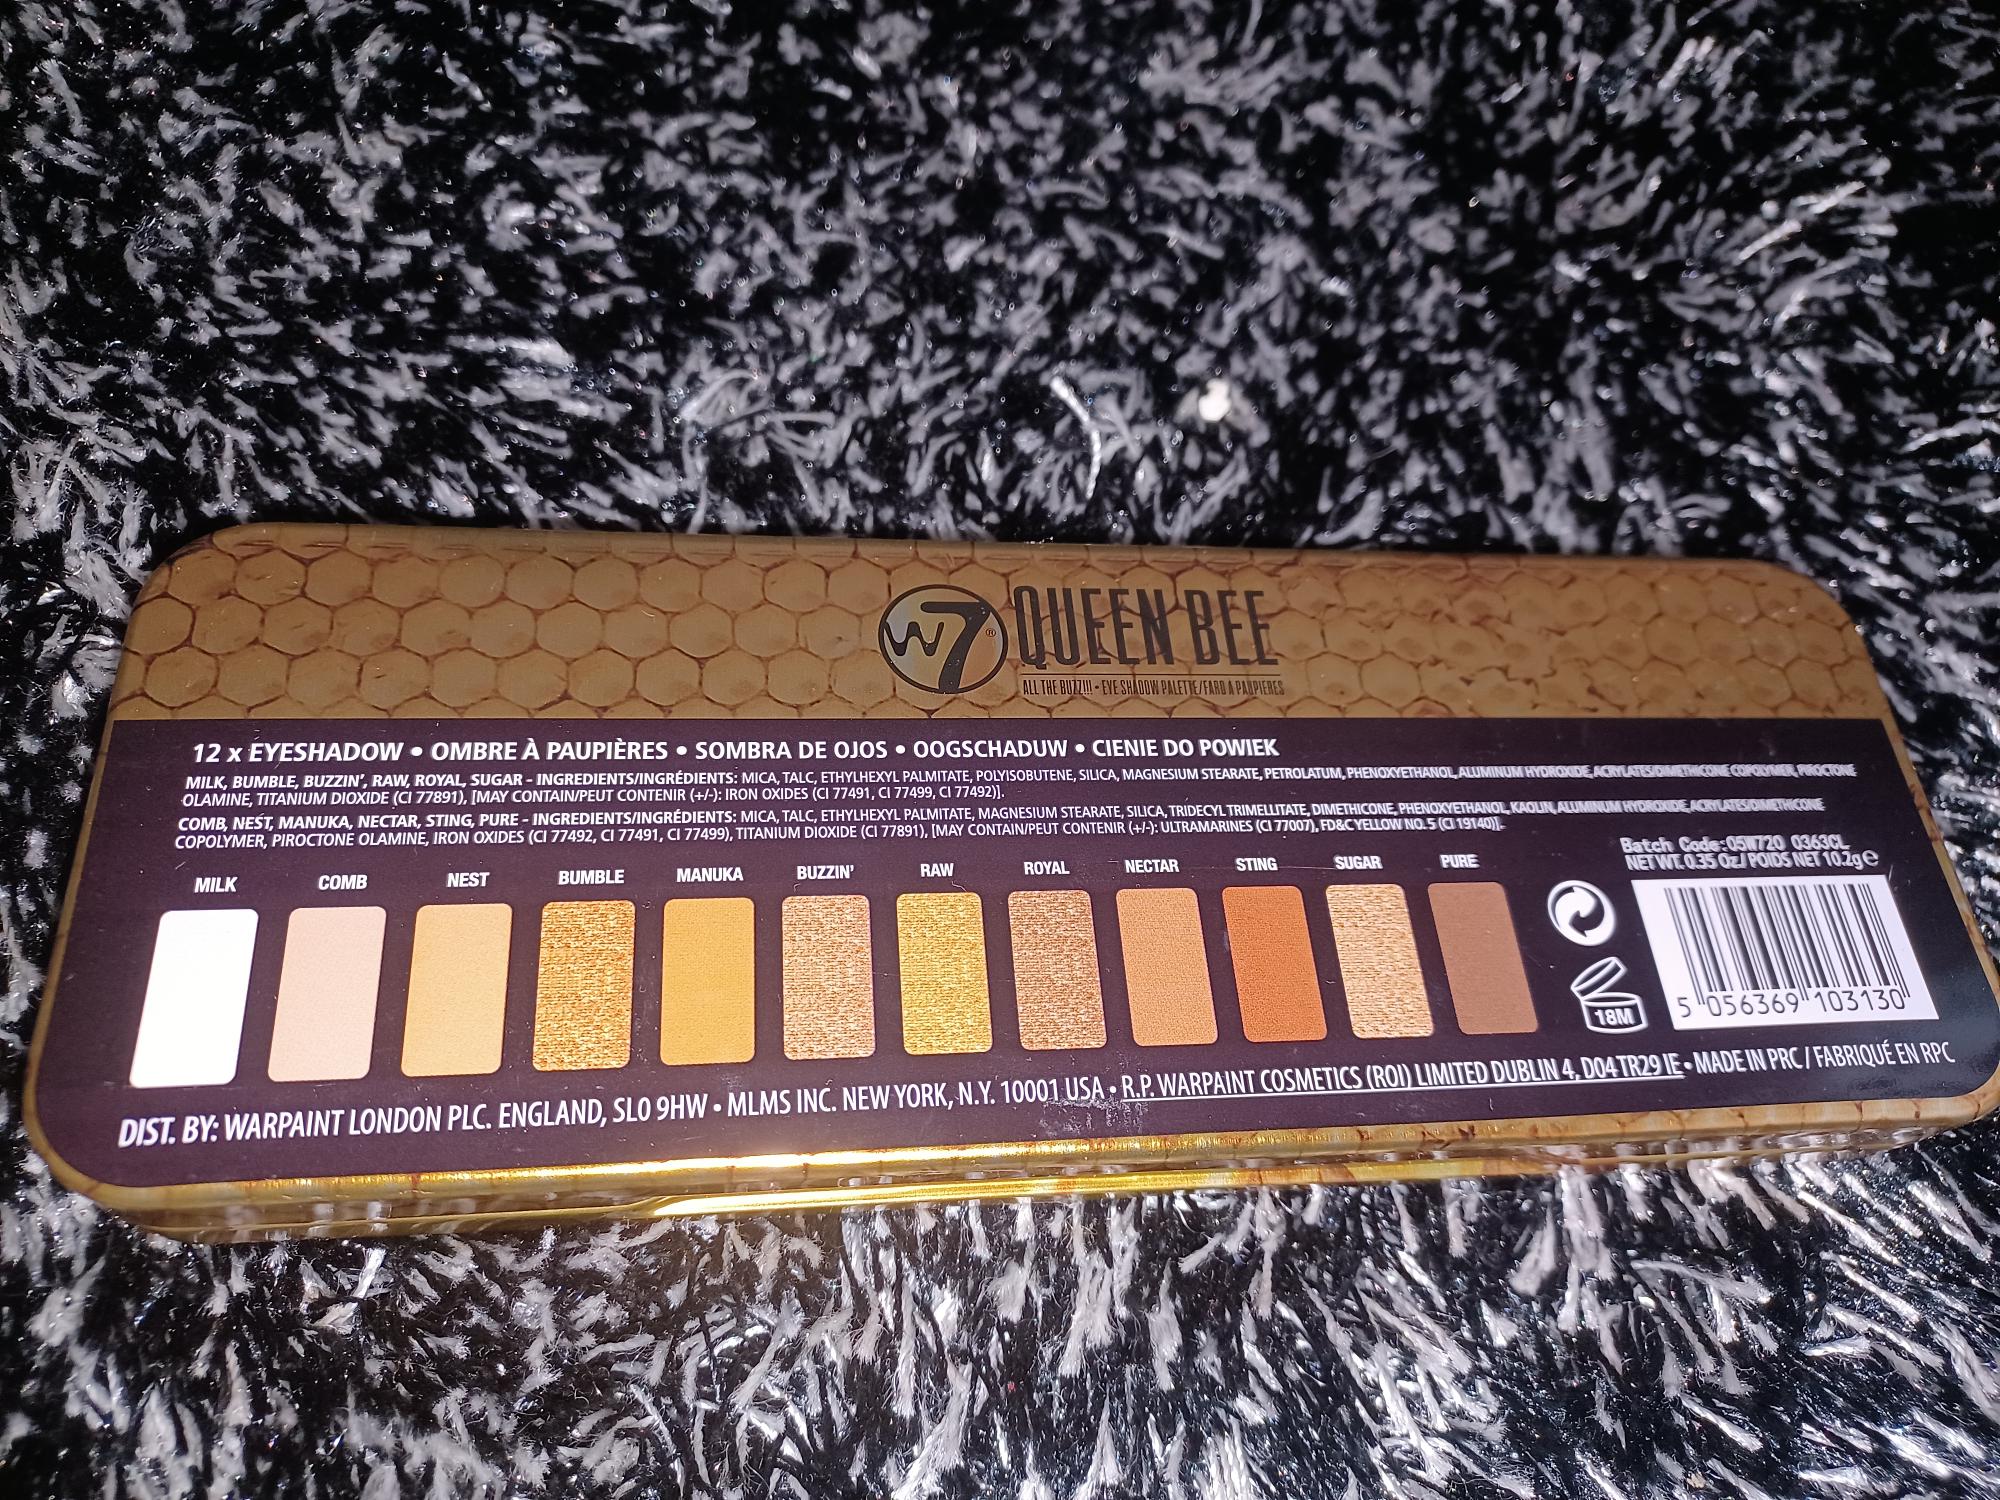 W7® QUEEN BEE
ALL THE BUZZ!!! • EYE SHADOW PALETTE/FARD A PAUPIÈRES
12 x EYESHADOW • OMBRE À PAUPIÈRES • SOMBRA DE OJOS • OOGSCHADUW • CIENIE DO POWIEK
MILK, BUMBLE, BUZZIN', RAW, ROYAL, SUGAR - INGREDIENTS/INGRÉDIENTS: MICA, TALC, ETHYLHEXYL PALMITATE, POLYISOBUTENE, SILICA, MAGNESIUM STEARATE, PETROLATUM, PHENOXYETHANOL, ALUMINUM HYDROXIDE, ACRYLATES/DIMETHICONE COPOLYMER, PIROCTONE
OLAMINE, TITANIUM DIOXIDE (CI 77891), [MAY CONTAIN/PEUT CONTENIR (+/-): IRON OXIDES (CI 77491, CI 77499, CI 77492)].
COMB, NEST, MANUKA, NECTAR, STING, PURE - INGREDIENTS/INGRÉDIENTS: MICA, TALC, ETHYLHEXYL PALMITATE, MAGNESIUM STEARATE, SILICA, TRIDECYL TRIMELLITATE, DIMETHICONE, PHENOXYETHANOL, KAOLIN, ALUMINUM HYDROXIDE, ACRYLATES/DIMETHICONE
COPOLYMER, PIROCTONE OLAMINE, IRON OXIDES (CI 77492, CI 77491, CI 77499), TITANIUM DIOXIDE (CI 77891), [MAY CONTAIN/PEUT CONTENIR (+/-): ULTRAMARINES (CI 77007), FD&C YELLOW NO. 5 (CI 19140)].
Batch Code:05W720 0363CL
NET WT. 0.35 Oz/ POIDS NET 10.2g e
MILK COMB NEST BUMBLE MANUKA BUZZIN' RAW ROYAL NECTAR STING SUGAR PURE
18M
5 056369 103130
DIST. BY: WARPAINT LONDON PLC. ENGLAND, SL0 9HW • MLMS INC. NEW YORK, N.Y. 10001 USA • R.P. WARPAINT COSMETICS (ROI) LIMITED DUBLIN 4, D04 TR29 IE • MADE IN PRC / FABRIQUÉ EN RPC